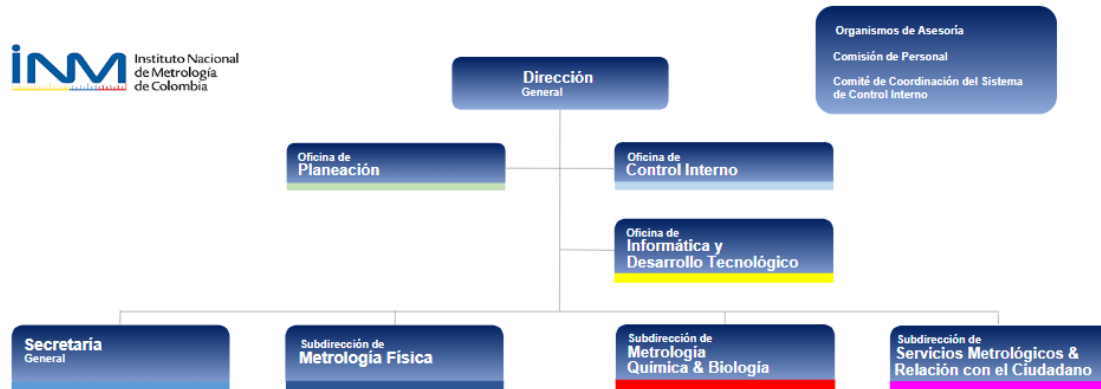 Organismos de Asesoría
Comisión de Personal
Comité de Coordinación del Sistema
de Control Interno
iNM
Instituto Nacional
de Metrología
de Colombia
Dirección
General
Oficina de
Planeación
Oficina de
Control Interno
Oficina de
Informática y
Desarrollo Tecnológico
Secretaría
General
Subdirección de
Metrología Física
Subdirección de
Metrología
Química & Biología
Subdirección de
Servicios Metrológicos &
Relación con el Ciudadano